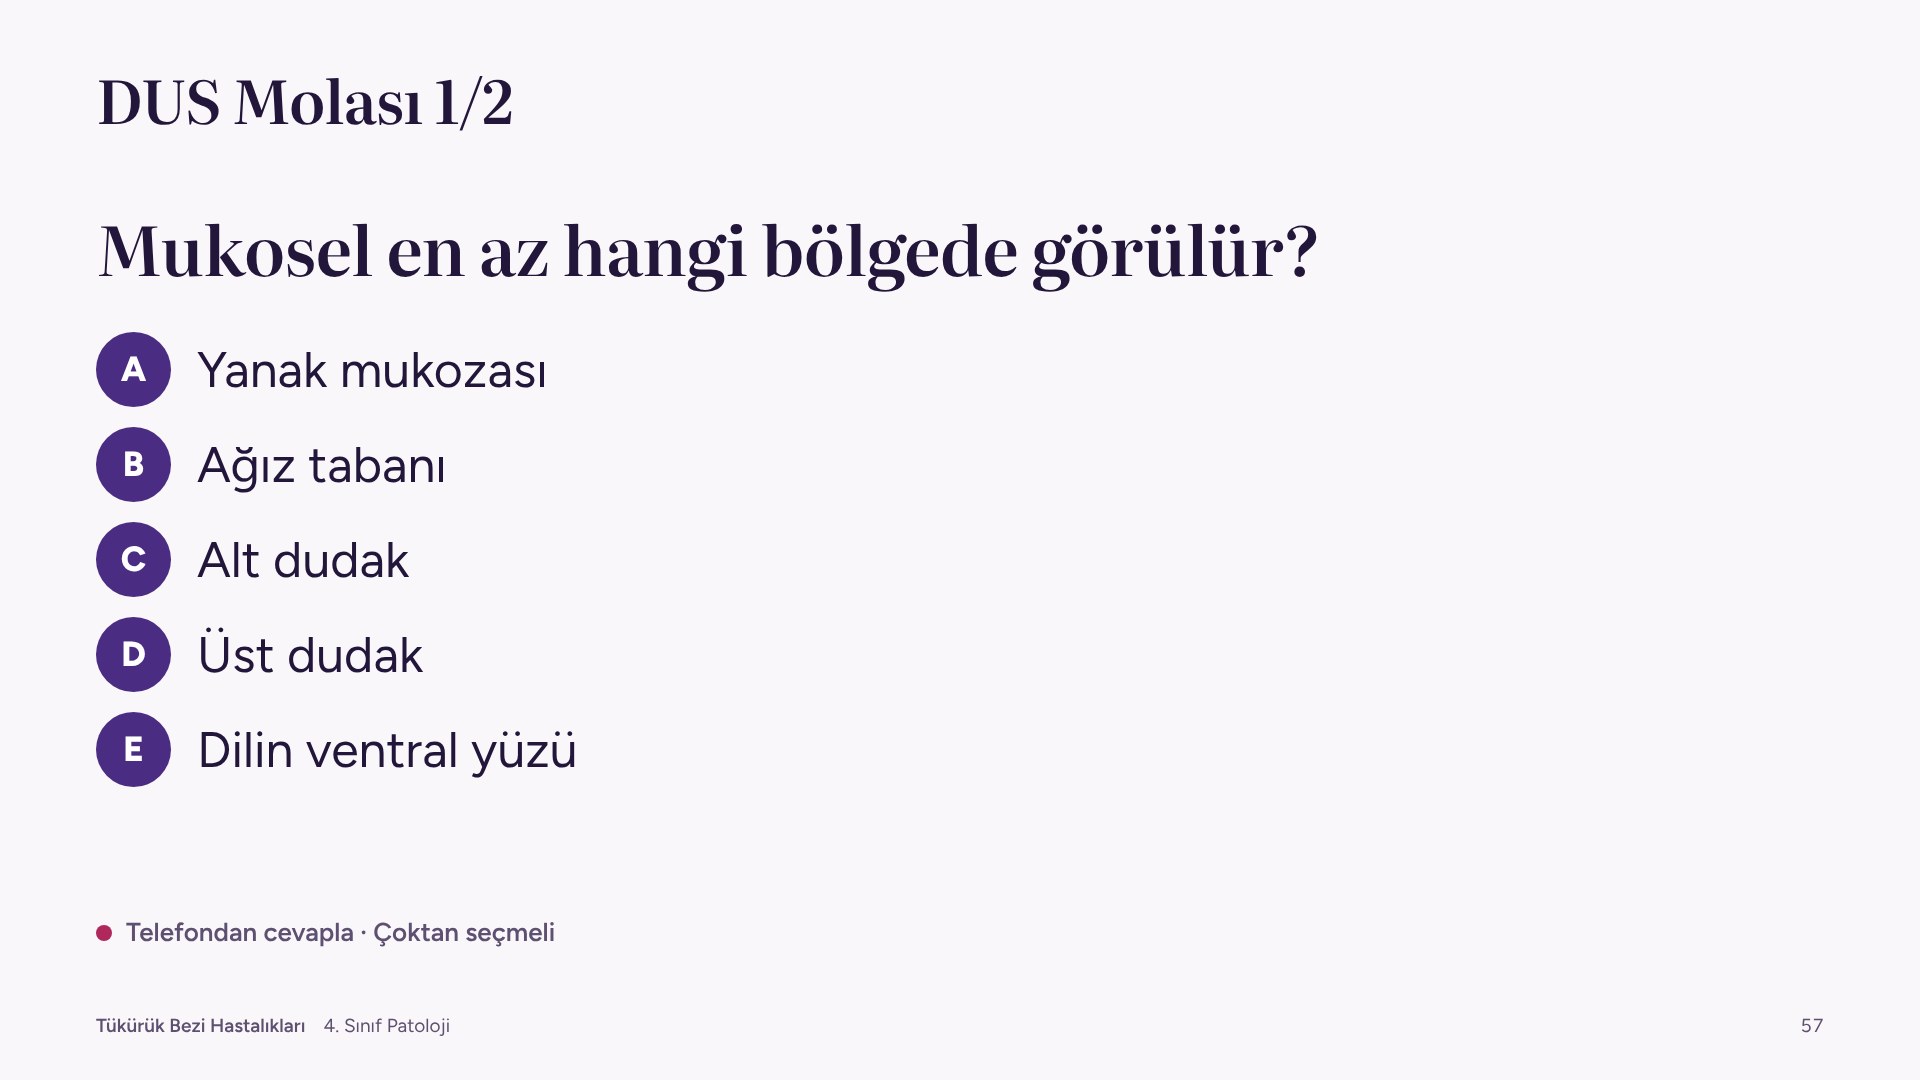 DUS Molası 1/2
Mukosel en az hangi bölgede görülür?
A Yanak mukozası
B Ağız tabanı
C Alt dudak
D Üst dudak
E Dilin ventral yüzü
Telefondan cevapla · Çoktan seçmeli
Tükürük Bezi Hastalıkları 4. Sınıf Patoloji 57